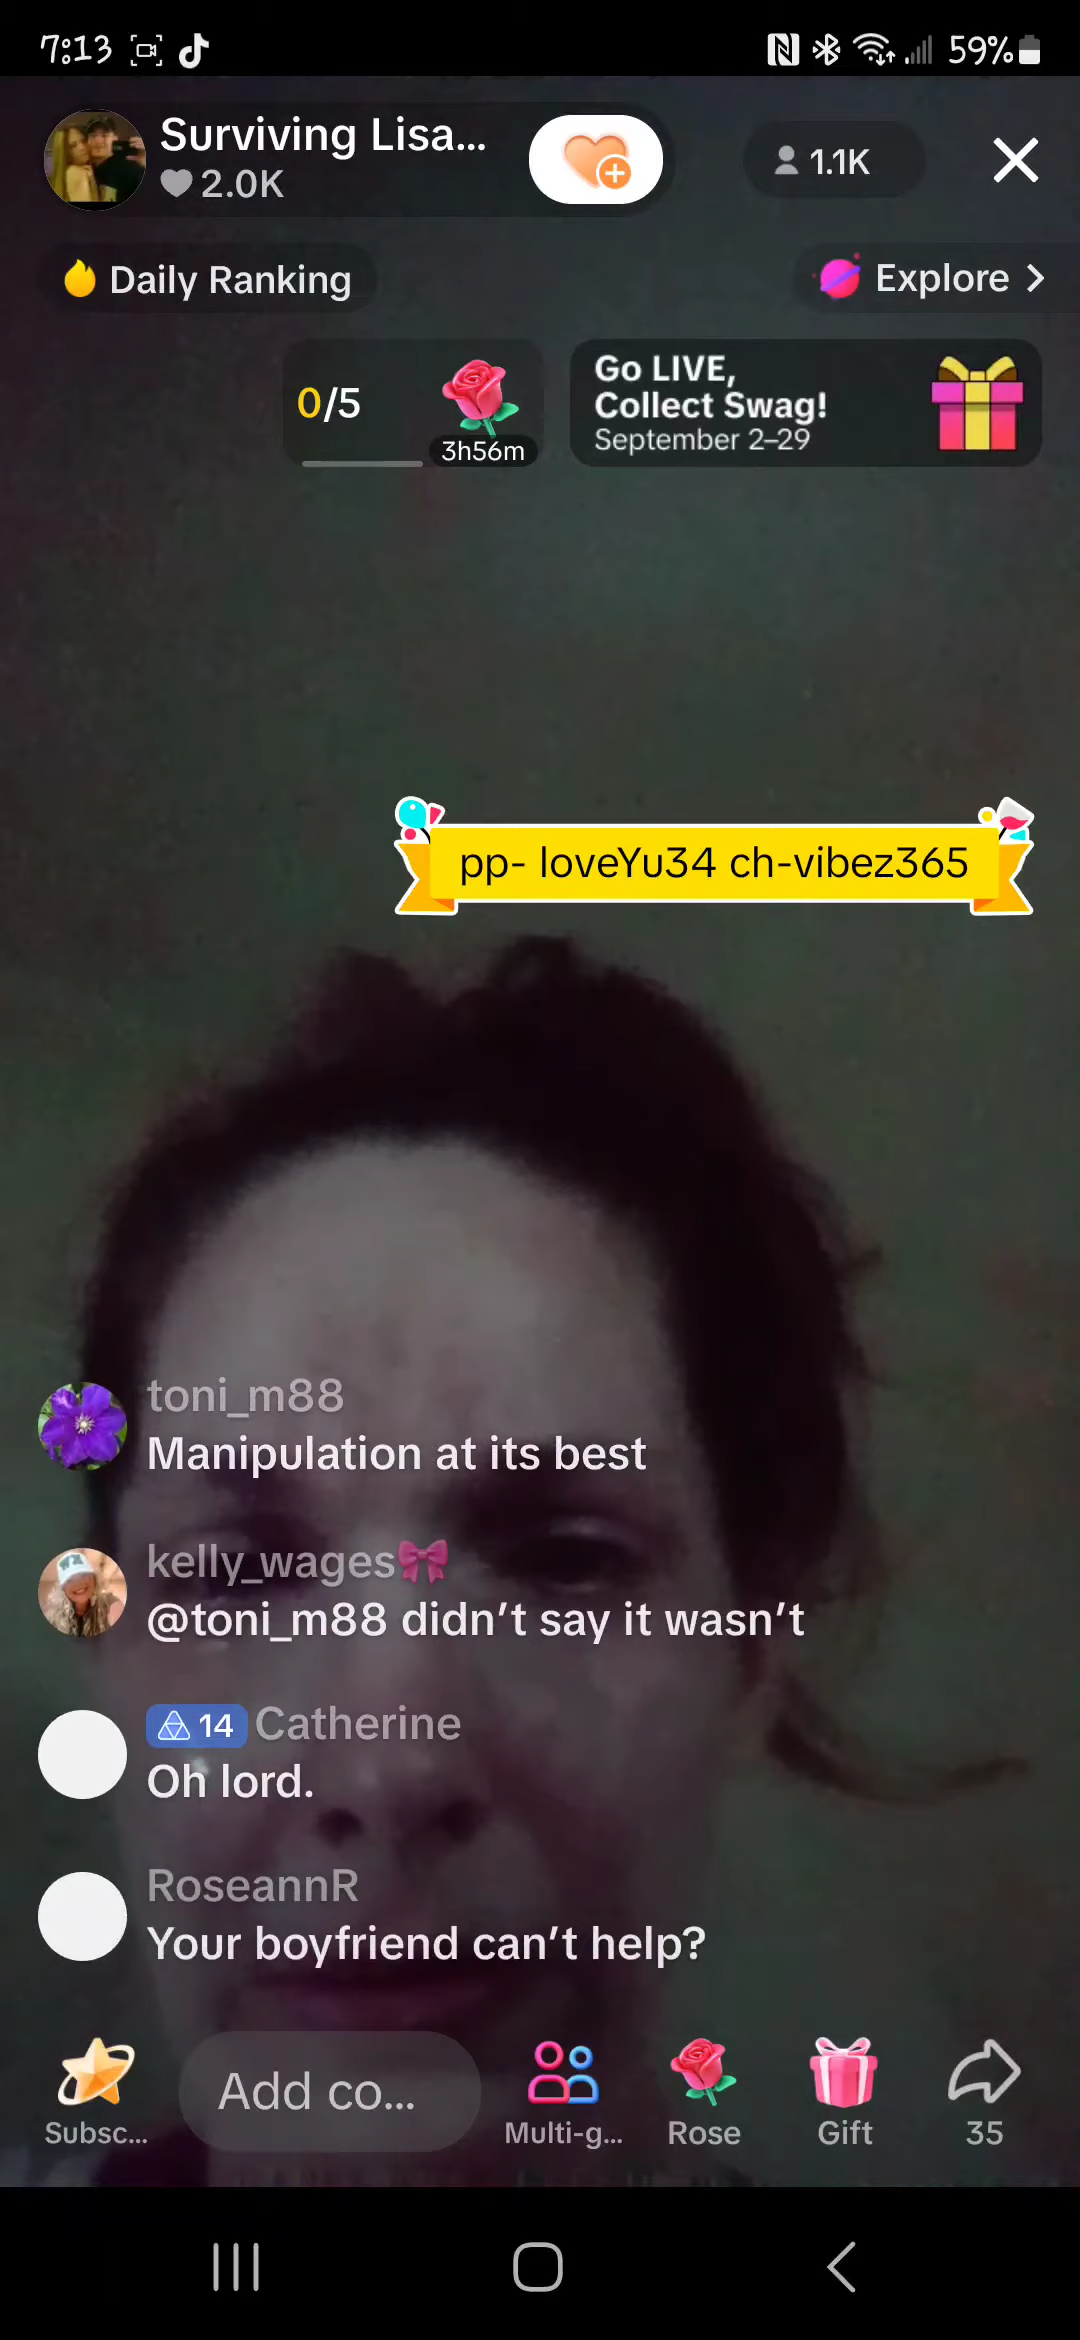 7:13
59%
Surviving Lisa...
2.0K
1.1K
Daily Ranking
Explore
0/5
3h56m
Go LIVE,
Collect Swag!
September 2–29
pp- loveYu34 ch-vibez365
toni_m88
Manipulation at its best
kelly_wages🎀
@toni_m88 didn't say it wasn't
14 Catherine
Oh lord.
RoseannR
Your boyfriend can't help?
Add co...
Subsc...
Multi-g...
Rose
Gift
35